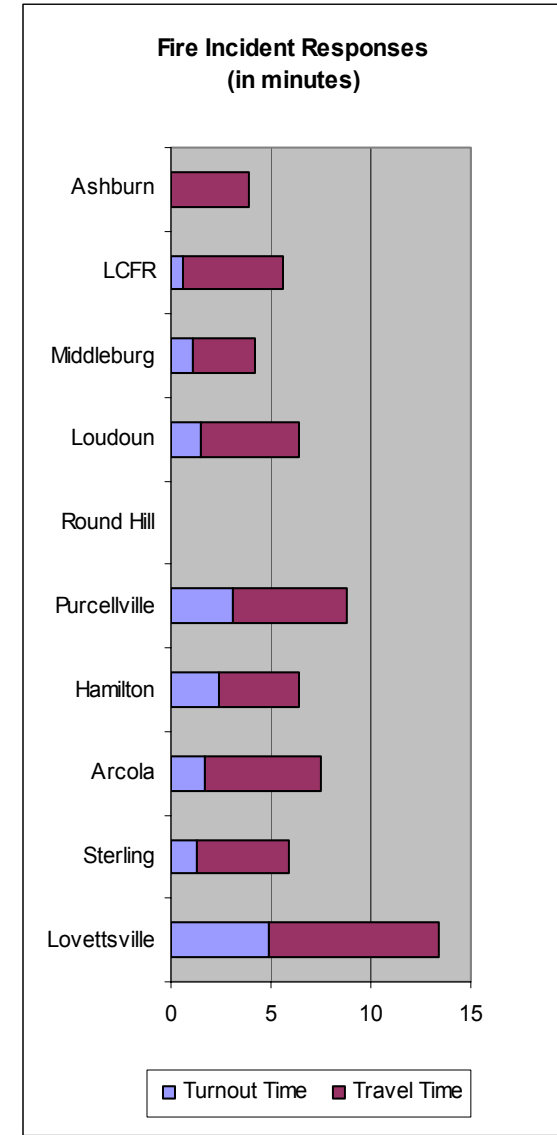 Fire Incident Responses
(in minutes)
Ashburn
LCFR
Middleburg
Loudoun
Round Hill
Purcellville
Hamilton
Arcola
Sterling
Lovettsville
0 5 10 15
Turnout Time Travel Time